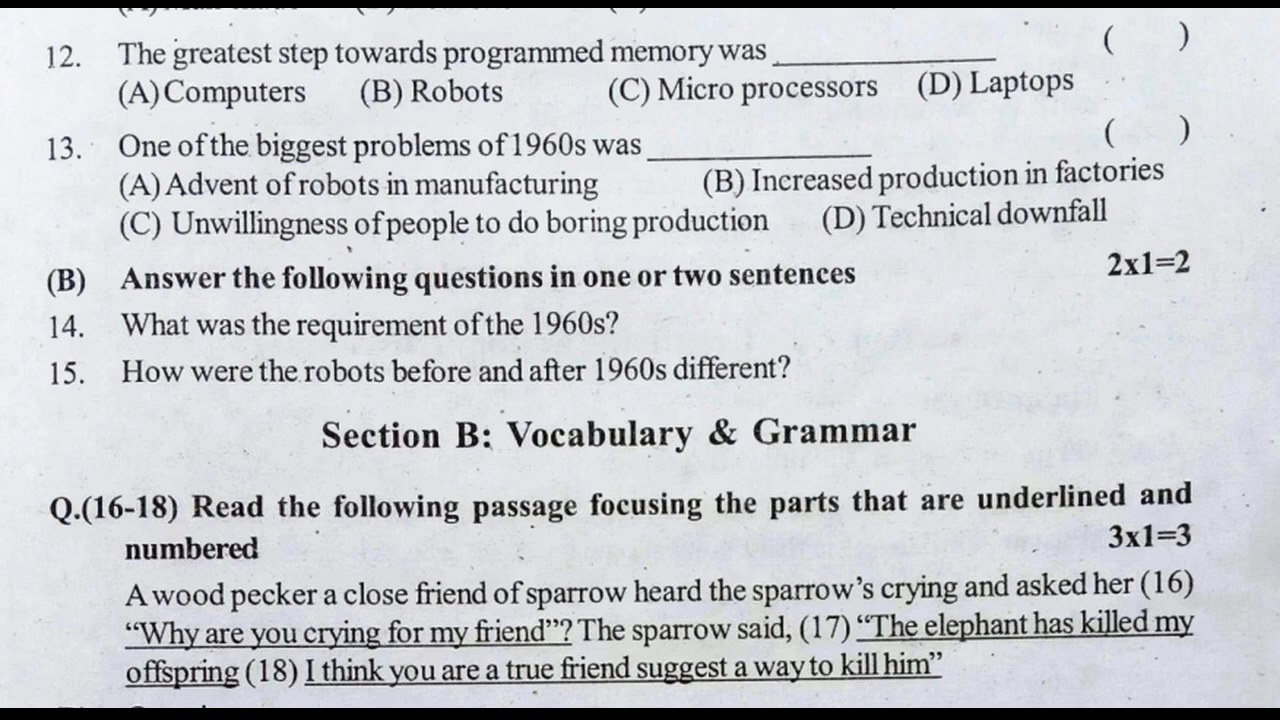 12. The greatest step towards programmed memory was ____________ ( )
(A) Computers (B) Robots (C) Micro processors (D) Laptops
13. One of the biggest problems of 1960s was ____________ ( )
(A) Advent of robots in manufacturing (B) Increased production in factories
(C) Unwillingness of people to do boring production (D) Technical downfall
(B) Answer the following questions in one or two sentences 2x1=2
14. What was the requirement of the 1960s?
15. How were the robots before and after 1960s different?
Section B: Vocabulary & Grammar
Q.(16-18) Read the following passage focusing the parts that are underlined and
numbered 3x1=3
A wood pecker a close friend of sparrow heard the sparrow's crying and asked her (16)
“Why are you crying for my friend”? The sparrow said, (17) “The elephant has killed my
offspring (18) I think you are a true friend suggest a way to kill him”